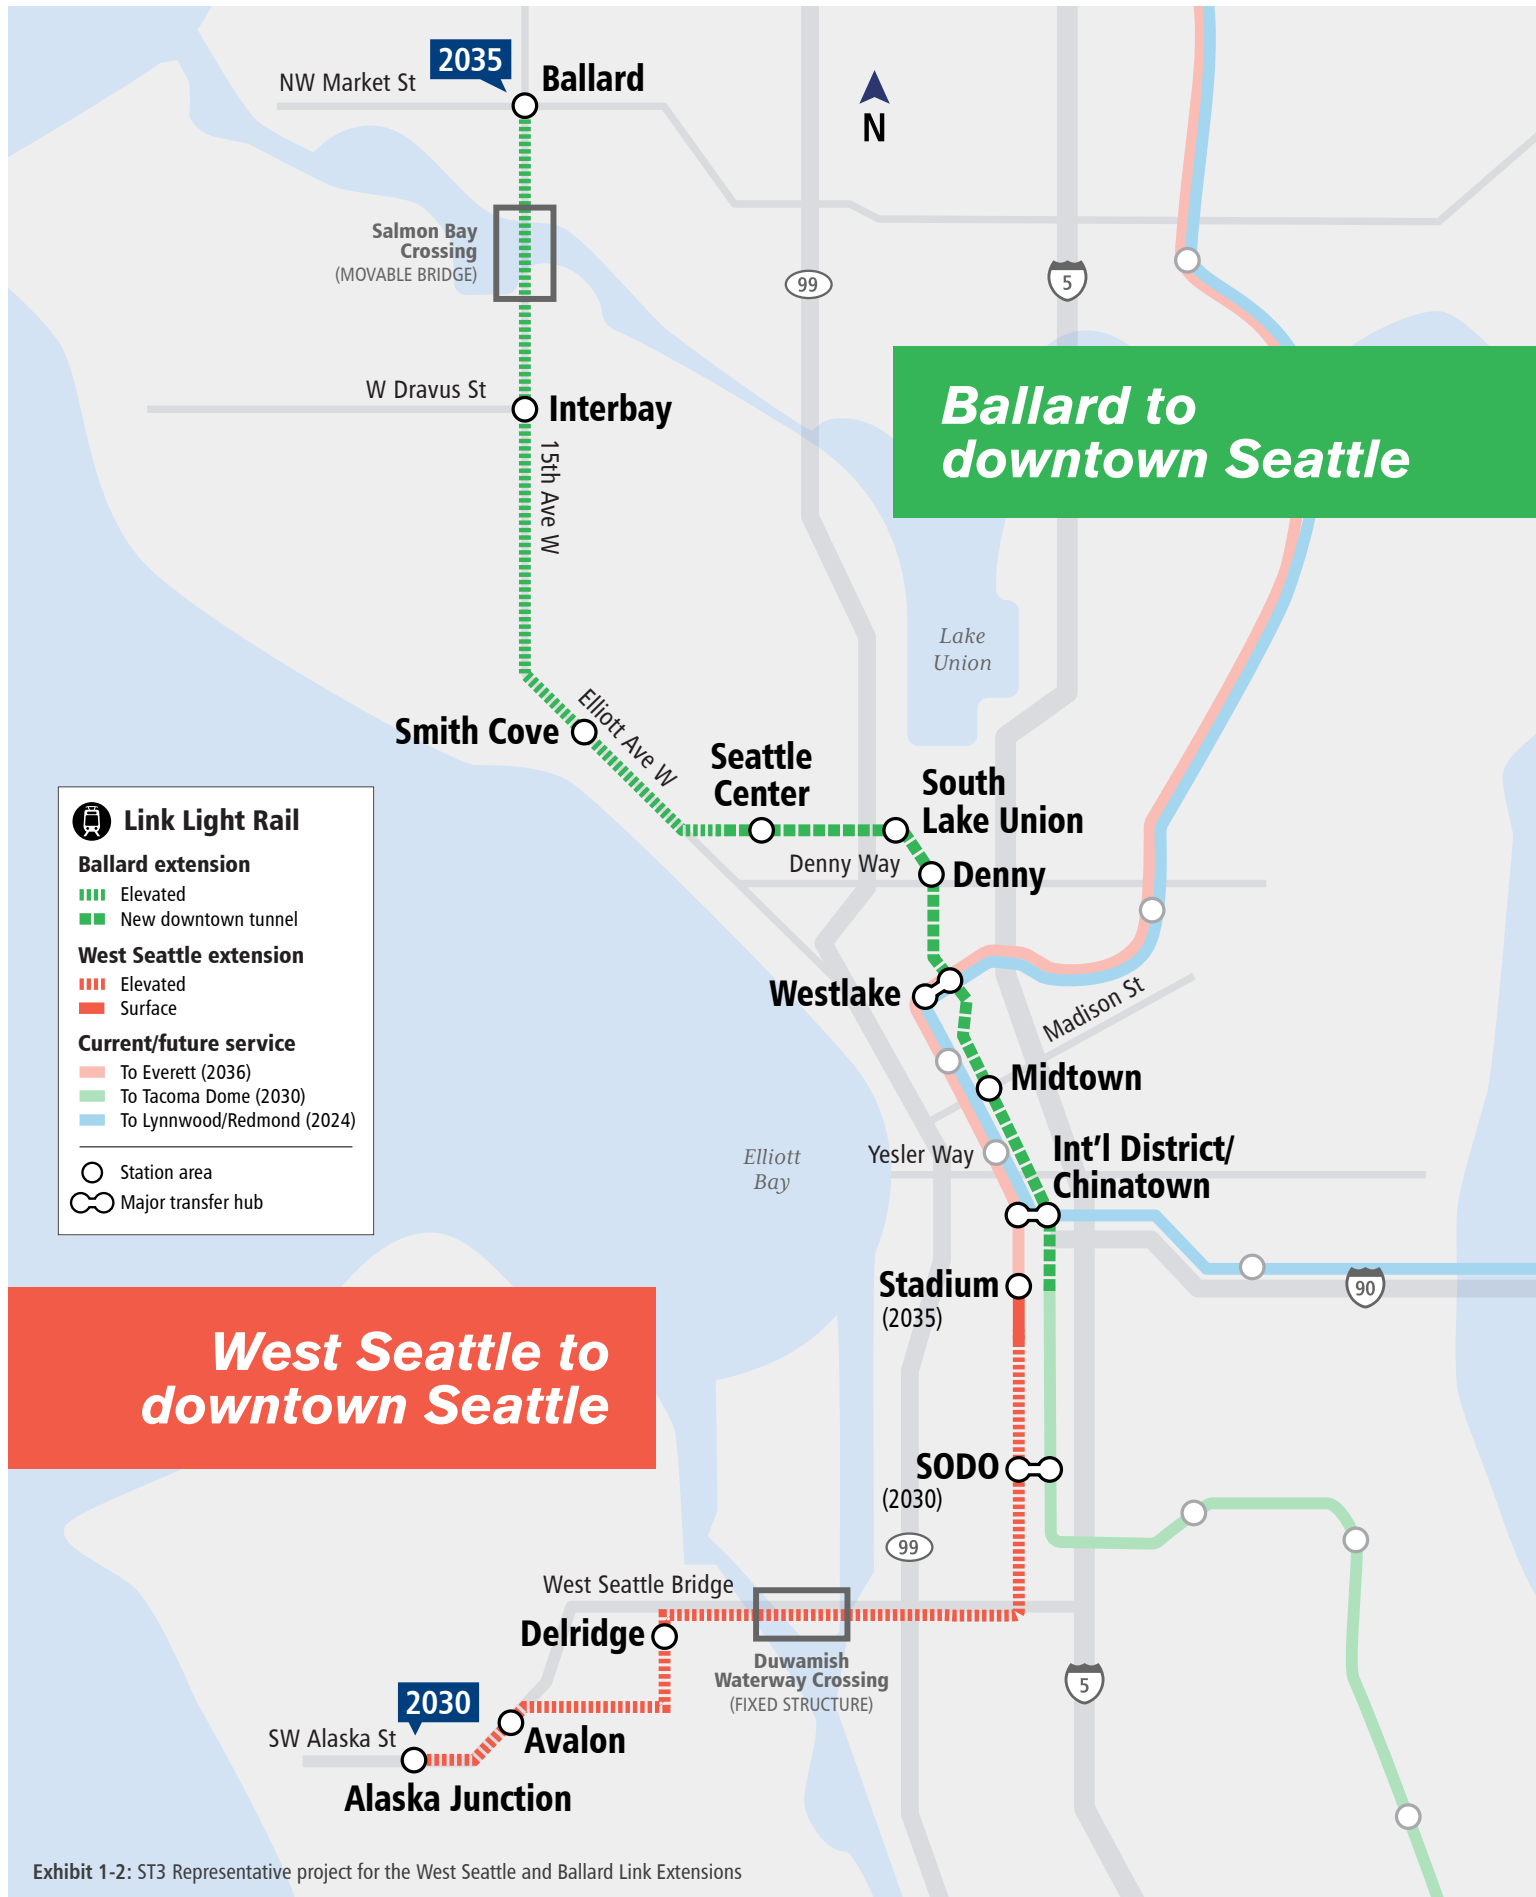 2035
Ballard
NW Market St
N
Salmon Bay
Crossing
(MOVABLE BRIDGE)
99
5
W Dravus St
Interbay
Ballard to
downtown Seattle
15th Ave W
Lake
Union
Elliott Ave W
Smith Cove
Seattle
Center
South
Lake Union
Denny Way
Denny
Link Light Rail
Ballard extension
Elevated
New downtown tunnel
West Seattle extension
Elevated
Surface
Current/future service
To Everett (2036)
To Tacoma Dome (2030)
To Lynnwood/Redmond (2024)
Station area
Major transfer hub
Westlake
Madison St
Midtown
Elliott
Bay
Yesler Way
Int'l District/
Chinatown
Stadium
(2035)
90
West Seattle to
downtown Seattle
SODO
(2030)
99
West Seattle Bridge
Delridge
Duwamish
Waterway Crossing
(FIXED STRUCTURE)
5
2030
SW Alaska St
Avalon
Alaska Junction
Exhibit 1-2: ST3 Representative project for the West Seattle and Ballard Link Extensions